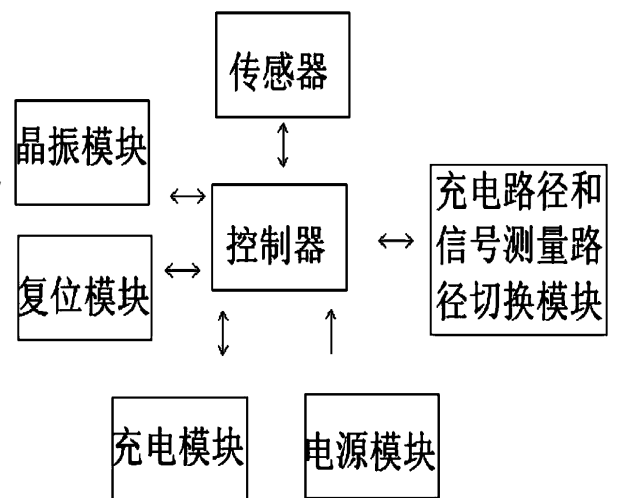 传感器
晶振模块
控制器
充电路径和
信号测量路
径切换模块
复位模块
充电模块
电源模块